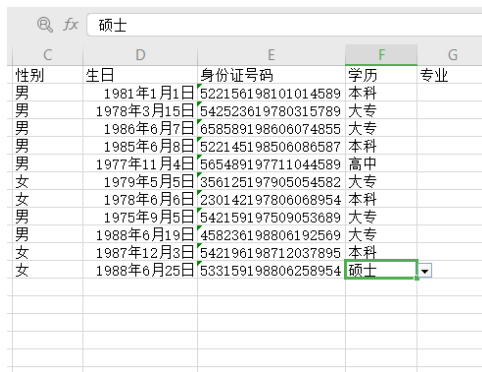 fx 硕士
C D E F G
性别 生日 身份证号码 学历 专业
男 1981年1月1日 522156198101014589 本科
男 1978年3月15日 542523619780315789 大专
男 1986年6月7日 658589198606074855 大专
男 1985年6月8日 522145198506086587 本科
男 1977年11月4日 565489197711044589 高中
女 1979年5月5日 356125197905054582 大专
女 1978年6月6日 230142197806068954 本科
男 1975年9月5日 542159197509053689 大专
男 1988年6月19日 458236198806192569 大专
女 1987年12月3日 542196198712037895 本科
女 1988年6月25日 533159198806258954 硕士